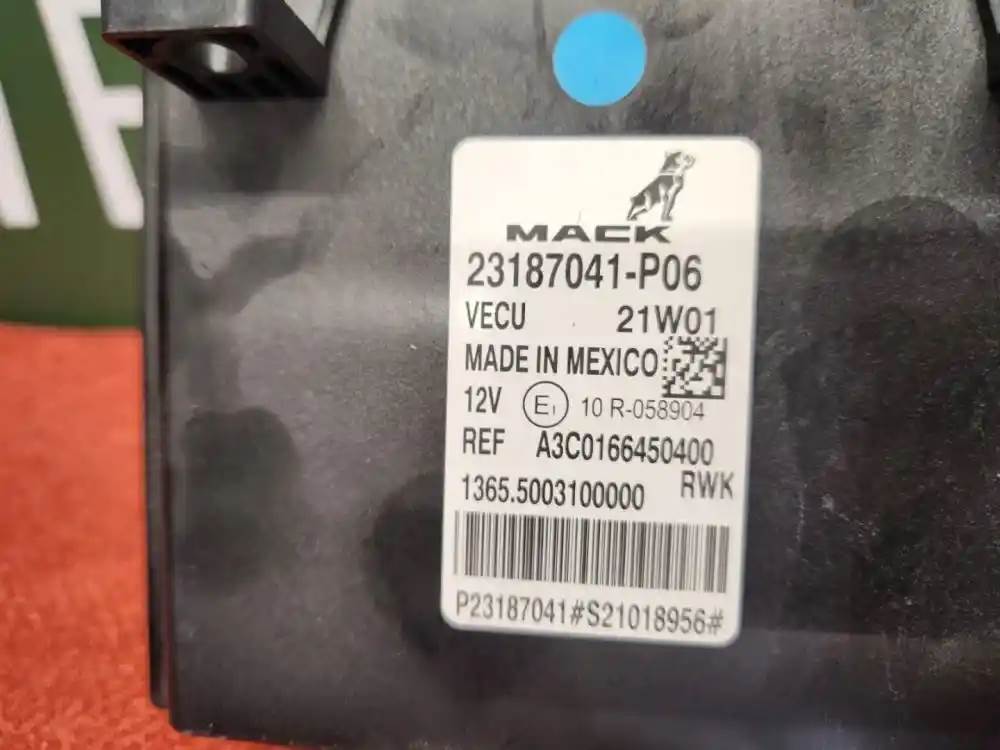 MACK
23187041-P06
VECU 21W01
MADE IN MEXICO
12V E1 10 R-058904
REF A3C0166450400
1365.5003100000 RWK
P23187041#S21018956#